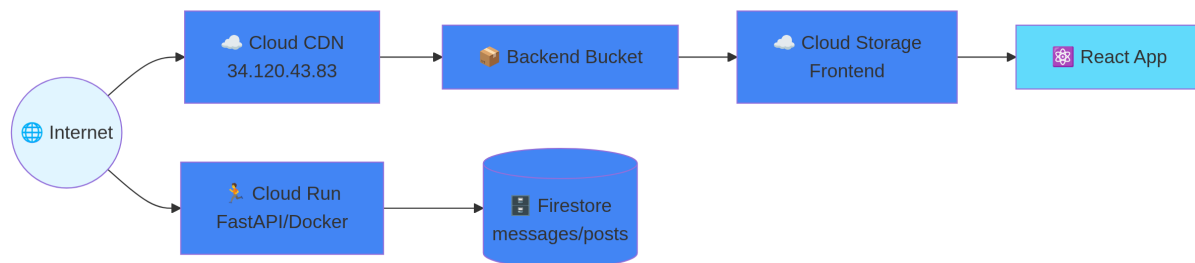 🌐 Internet
☁️ Cloud CDN
34.120.43.83
📦 Backend Bucket
☁️ Cloud Storage
Frontend
⚛️ React App
🏃 Cloud Run
FastAPI/Docker
🗄️ Firestore
messages/posts